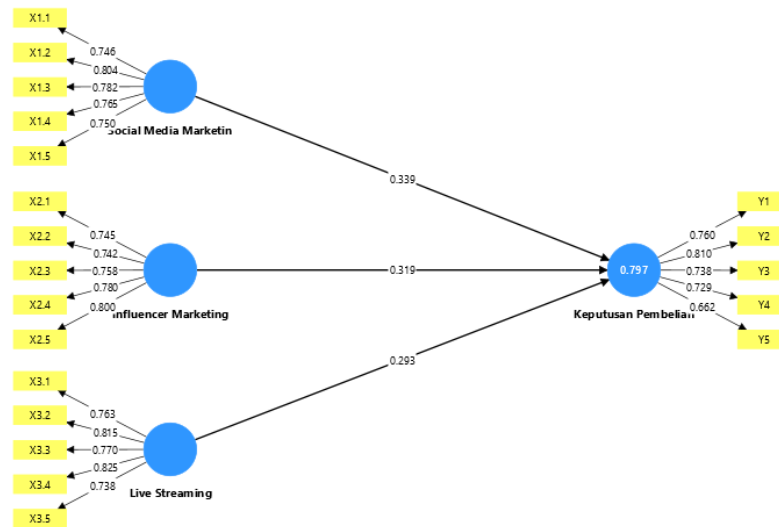 X1.1
X1.2
X1.3
X1.4
X1.5
0.746
0.804
0.782
0.765
0.750
Social Media Marketin
0.339
X2.1
X2.2
X2.3
X2.4
X2.5
0.745
0.742
0.758
0.780
0.800
Influencer Marketing
0.319
X3.1
X3.2
X3.3
X3.4
X3.5
0.763
0.815
0.770
0.825
0.738
Live Streaming
0.293
0.797
Keputusan Pembelian
0.760
0.810
0.738
0.729
0.662
Y1
Y2
Y3
Y4
Y5